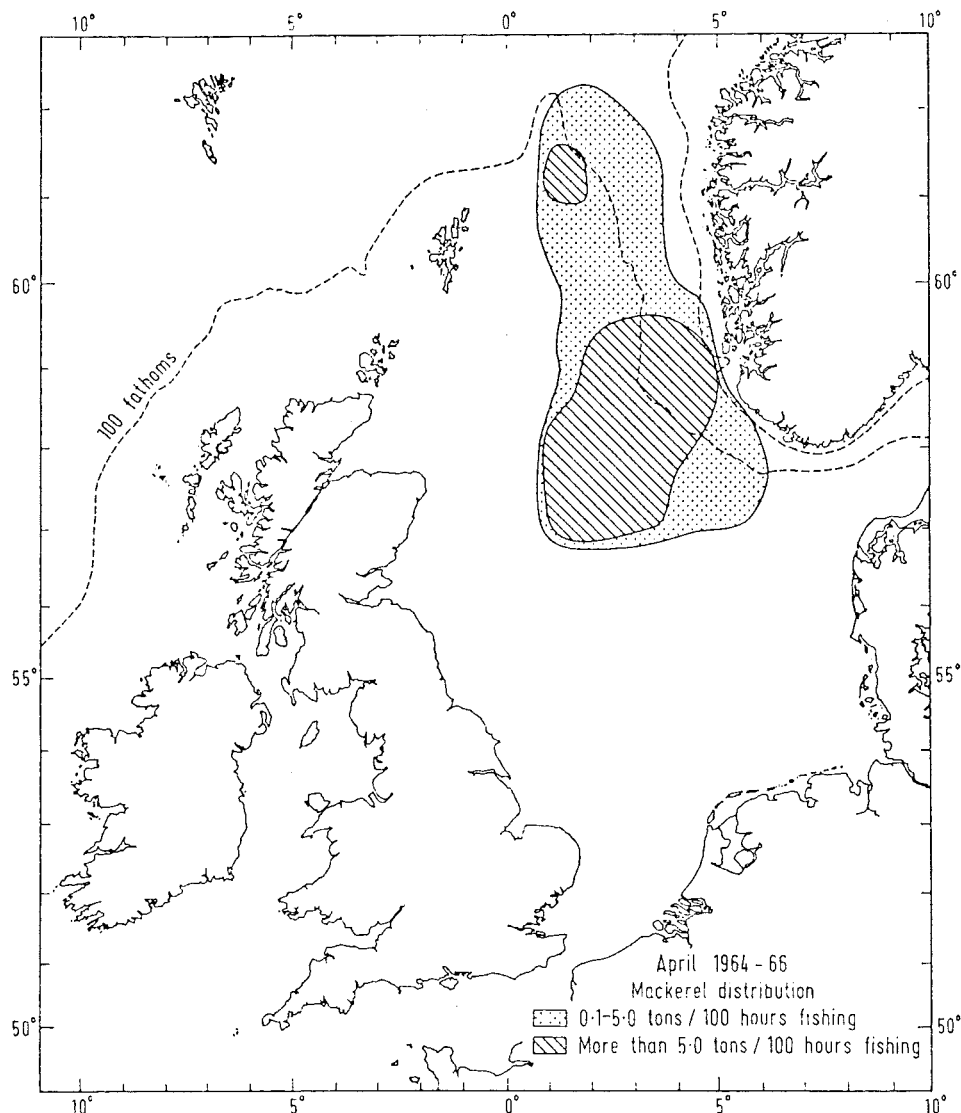 10° 5° 0° 5° 10°
60° 60°
100 fathoms
55° 55°
April 1964-66
Mackerel distribution
0·1-5·0 tons / 100 hours fishing
50° 50°
More than 5·0 tons / 100 hours fishing
10° 5° 0° 5° 10°